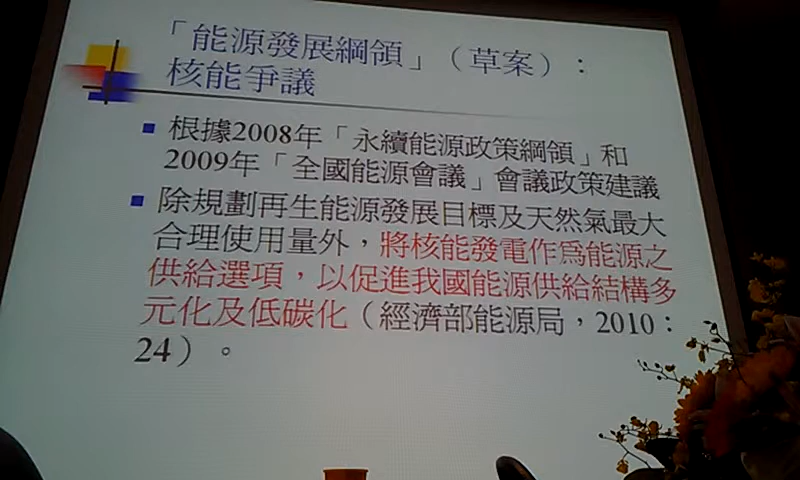 「能源發展綱領」（草案）：
核能爭議
根據2008年「永續能源政策綱領」和
2009年「全國能源會議」會議政策建議
除規劃再生能源發展目標及天然氣最大
合理使用量外，將核能發電作為能源之
供給選項，以促進我國能源供給結構多
元化及低碳化（經濟部能源局，2010：
24）。